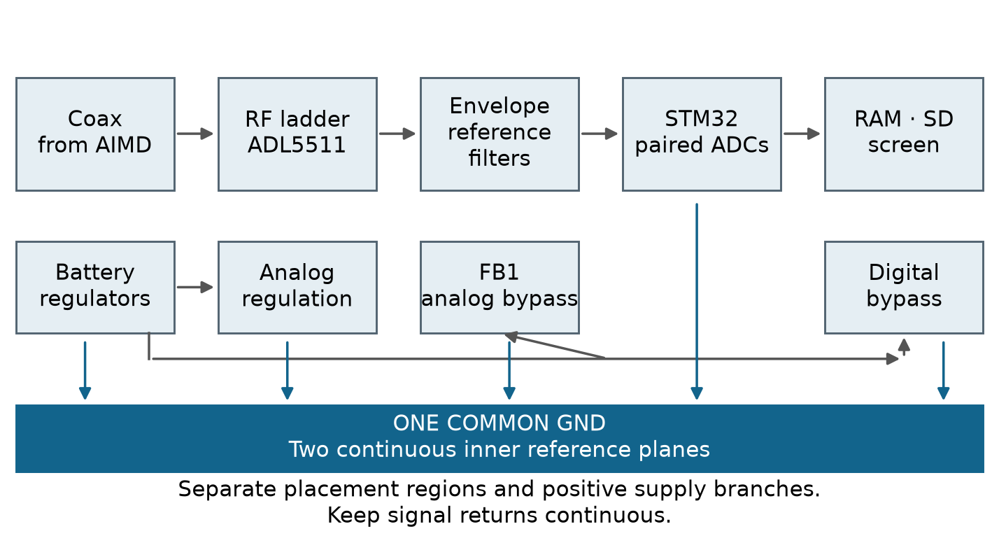 Coax
from AIMD
RF ladder
ADL5511
Envelope
reference
filters
STM32
paired ADCs
RAM · SD
screen
Battery
regulators
Analog
regulation
FB1
analog bypass
Digital
bypass
ONE COMMON GND
Two continuous inner reference planes
Separate placement regions and positive supply branches.
Keep signal returns continuous.